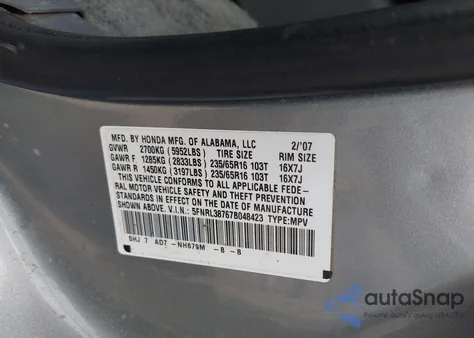 MFD. BY HONDA MFG. OF ALABAMA, LLC 2/'07
GVWR 2700KG (5952LBS) TIRE SIZE RIM SIZE
GAWR F 1285KG (2833LBS) 235/65R16 103T 16X7J
GAWR R 1450KG (3197LBS) 235/65R16 103T 16X7J
THIS VEHICLE CONFORMS TO ALL APPLICABLE FEDE-
RAL MOTOR VEHICLE SAFETY AND THEFT PREVENTION
STANDARDS IN EFFECT ON THE DATE OF MANUFACTURE
SHOWN ABOVE. V.I.N.: 5FNRL38767B048423 TYPE:MPV
SHJ 7 AD7 -NH679M -B -B
autoSnap